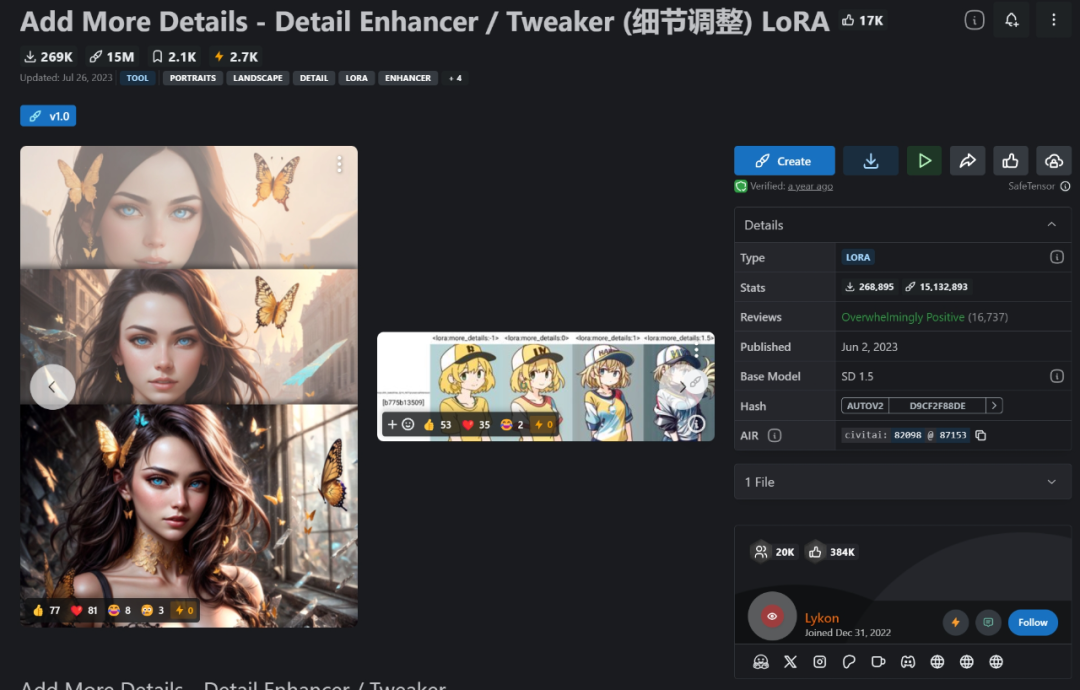 Add More Details - Detail Enhancer / Tweaker (细节调整) LoRA 17K
269K 15M 2.1K 2.7K
Updated: Jul 26, 2023 TOOL PORTRAITS LANDSCAPE DETAIL LORA ENHANCER + 4
v1.0
Create
Verified: a year ago SafeTensor
Details
Type LORA
Stats 268,895 15,132,893
Reviews Overwhelmingly Positive (16,737)
Published Jun 2, 2023
Base Model SD 1.5
Hash AUTOV2 D9CF2F88DE
AIR civitai: 82098 @ 87153
1 File
<lora:more_details:-1> <lora:more_details:0> <lora:more_details:1> <lora:more_details:1.5>
[b775b13509]
53 35 2 0
77 81 8 3 0
20K 384K
Lykon
Joined Dec 31, 2022
Follow
Add More Details - Detail Enhancer / Tweaker